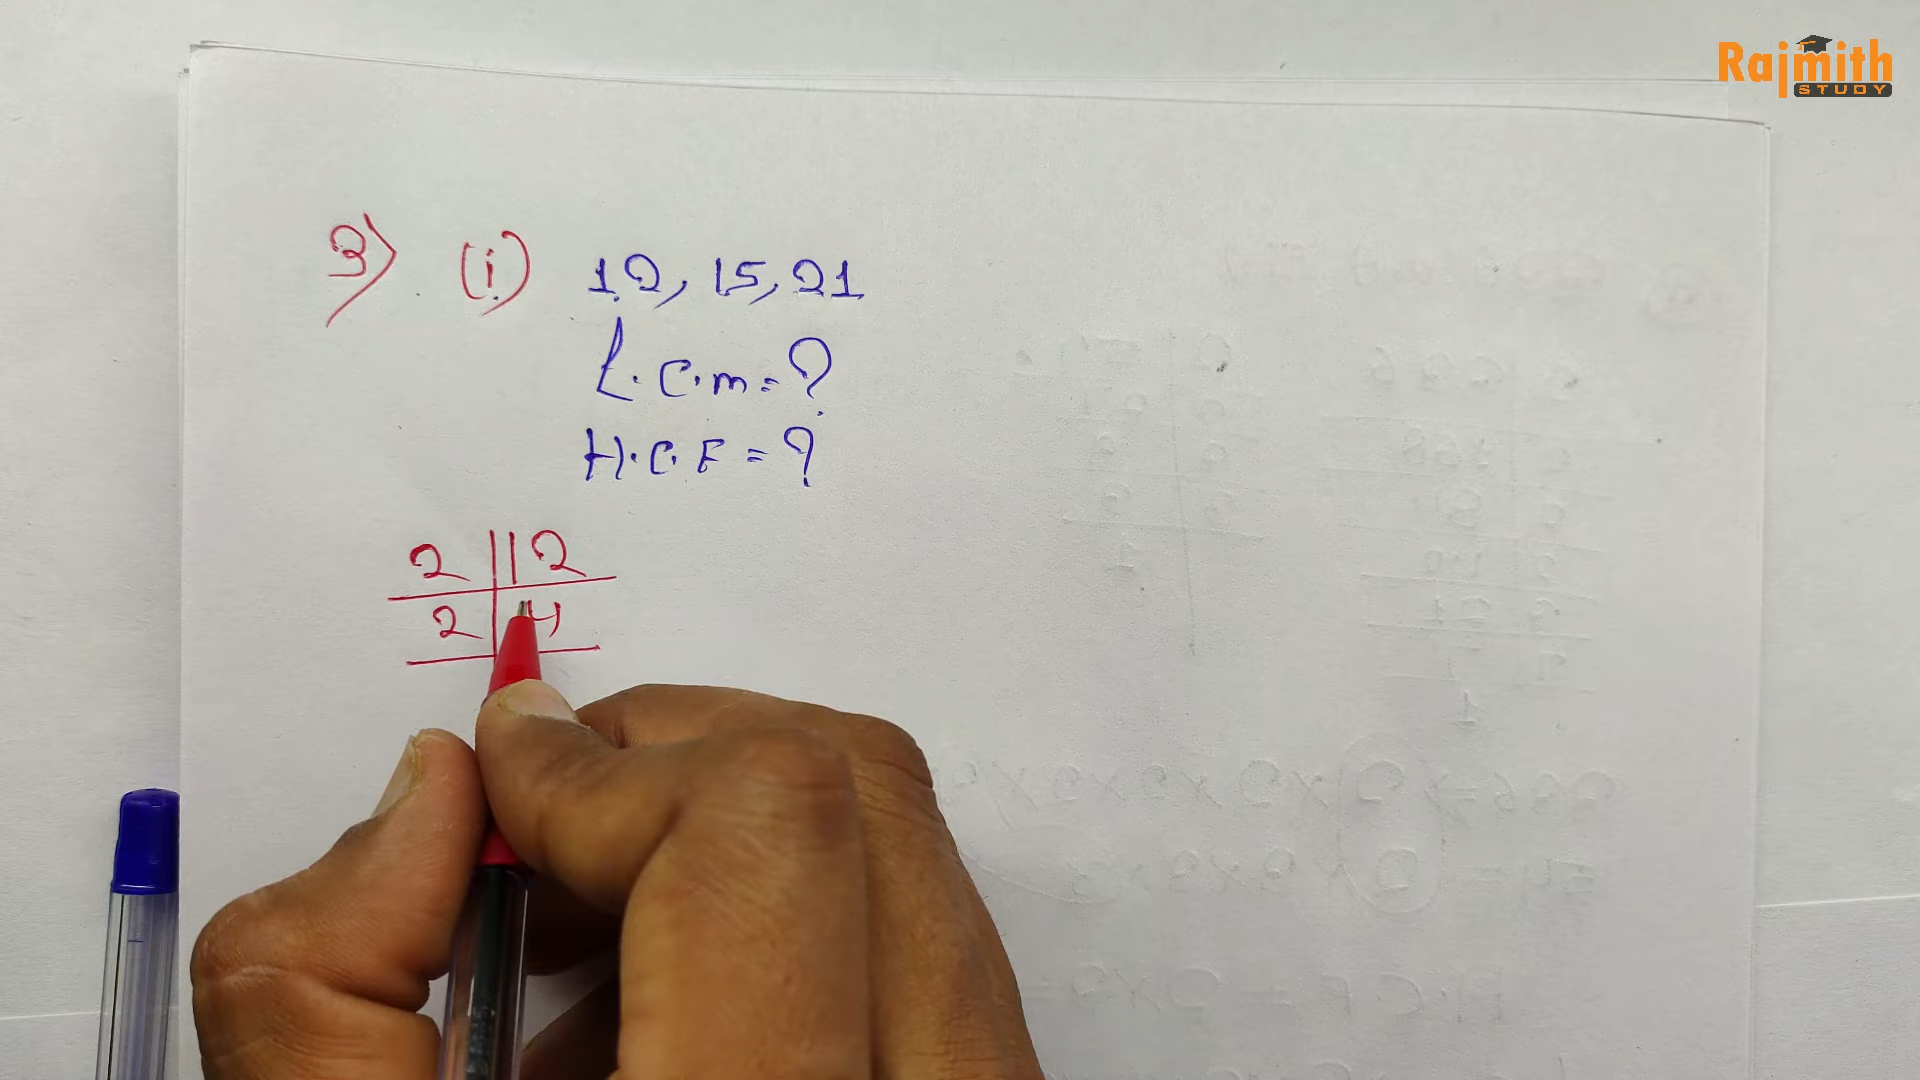 Rajmith
STUDY
3) (i) 12, 15, 21
L.C.m = ?
H.C.F = ?
2 | 12
2 | 4